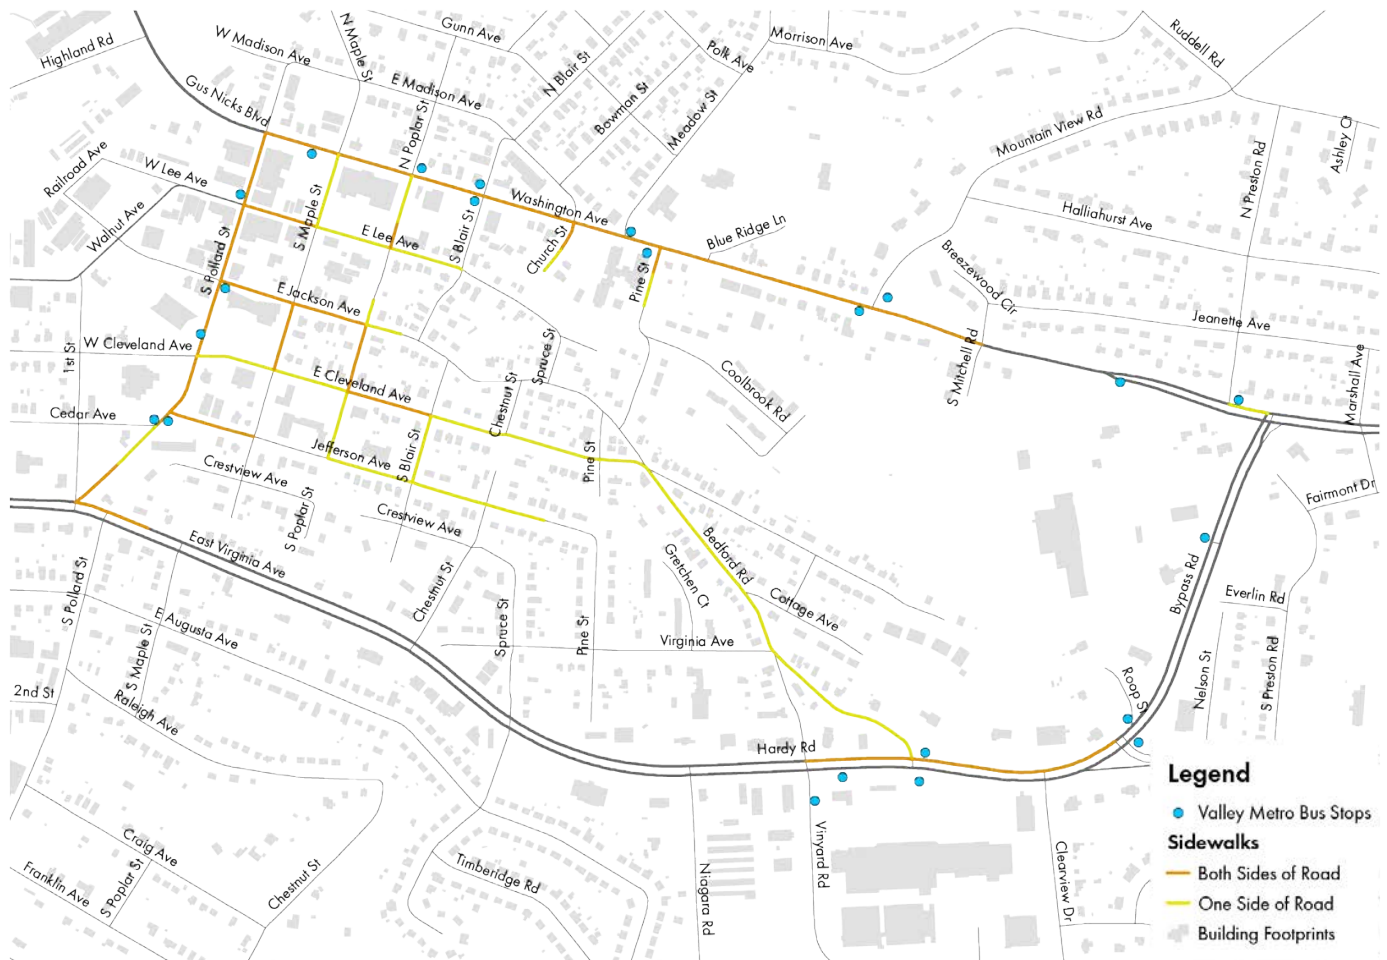 Highland Rd
W Madison Ave
N Maple St
Gunn Ave
N Blair St
Polk Ave
Morrison Ave
Ruddell Rd
Gus Nicks Blvd
E Madison Ave
N Poplar St
Bowman St
Meadow St
Mountain View Rd
Ashley Ct
Railroad Ave
W Lee Ave
Walnut Ave
S Maple St
E Lee Ave
S Blair St
Washington Ave
Church St
Blue Ridge Ln
Halliahurst Ave
N Preston Rd
S Pollard St
E Jackson Ave
Pine St
Breezewood Cir
Jeanette Ave
1st St
W Cleveland Ave
E Cleveland Ave
Spruce St
Chestnut St
Coolbrook Rd
S Mitchell Rd
Marshall Ave
Cedar Ave
Jefferson Ave
S Blair St
Pine St
Crestview Ave
S Poplar St
Crestview Ave
Fairmont Dr
East Virginia Ave
Bedford Rd
Gretchen Ct
Cottage Ave
Bypass Rd
Everlin Rd
S Pollard St
E Augusta Ave
S Maple St
Chestnut St
Spruce St
Pine St
Virginia Ave
Nelson St
S Preston Rd
Roop St
2nd St
Raleigh Ave
Hardy Rd
Craig Ave
Franklin Ave
S Poplar St
Chestnut St
Timberidge Rd
Niagara Rd
Vinyard Rd
Clearview Dr
Legend
Valley Metro Bus Stops
Sidewalks
Both Sides of Road
One Side of Road
Building Footprints